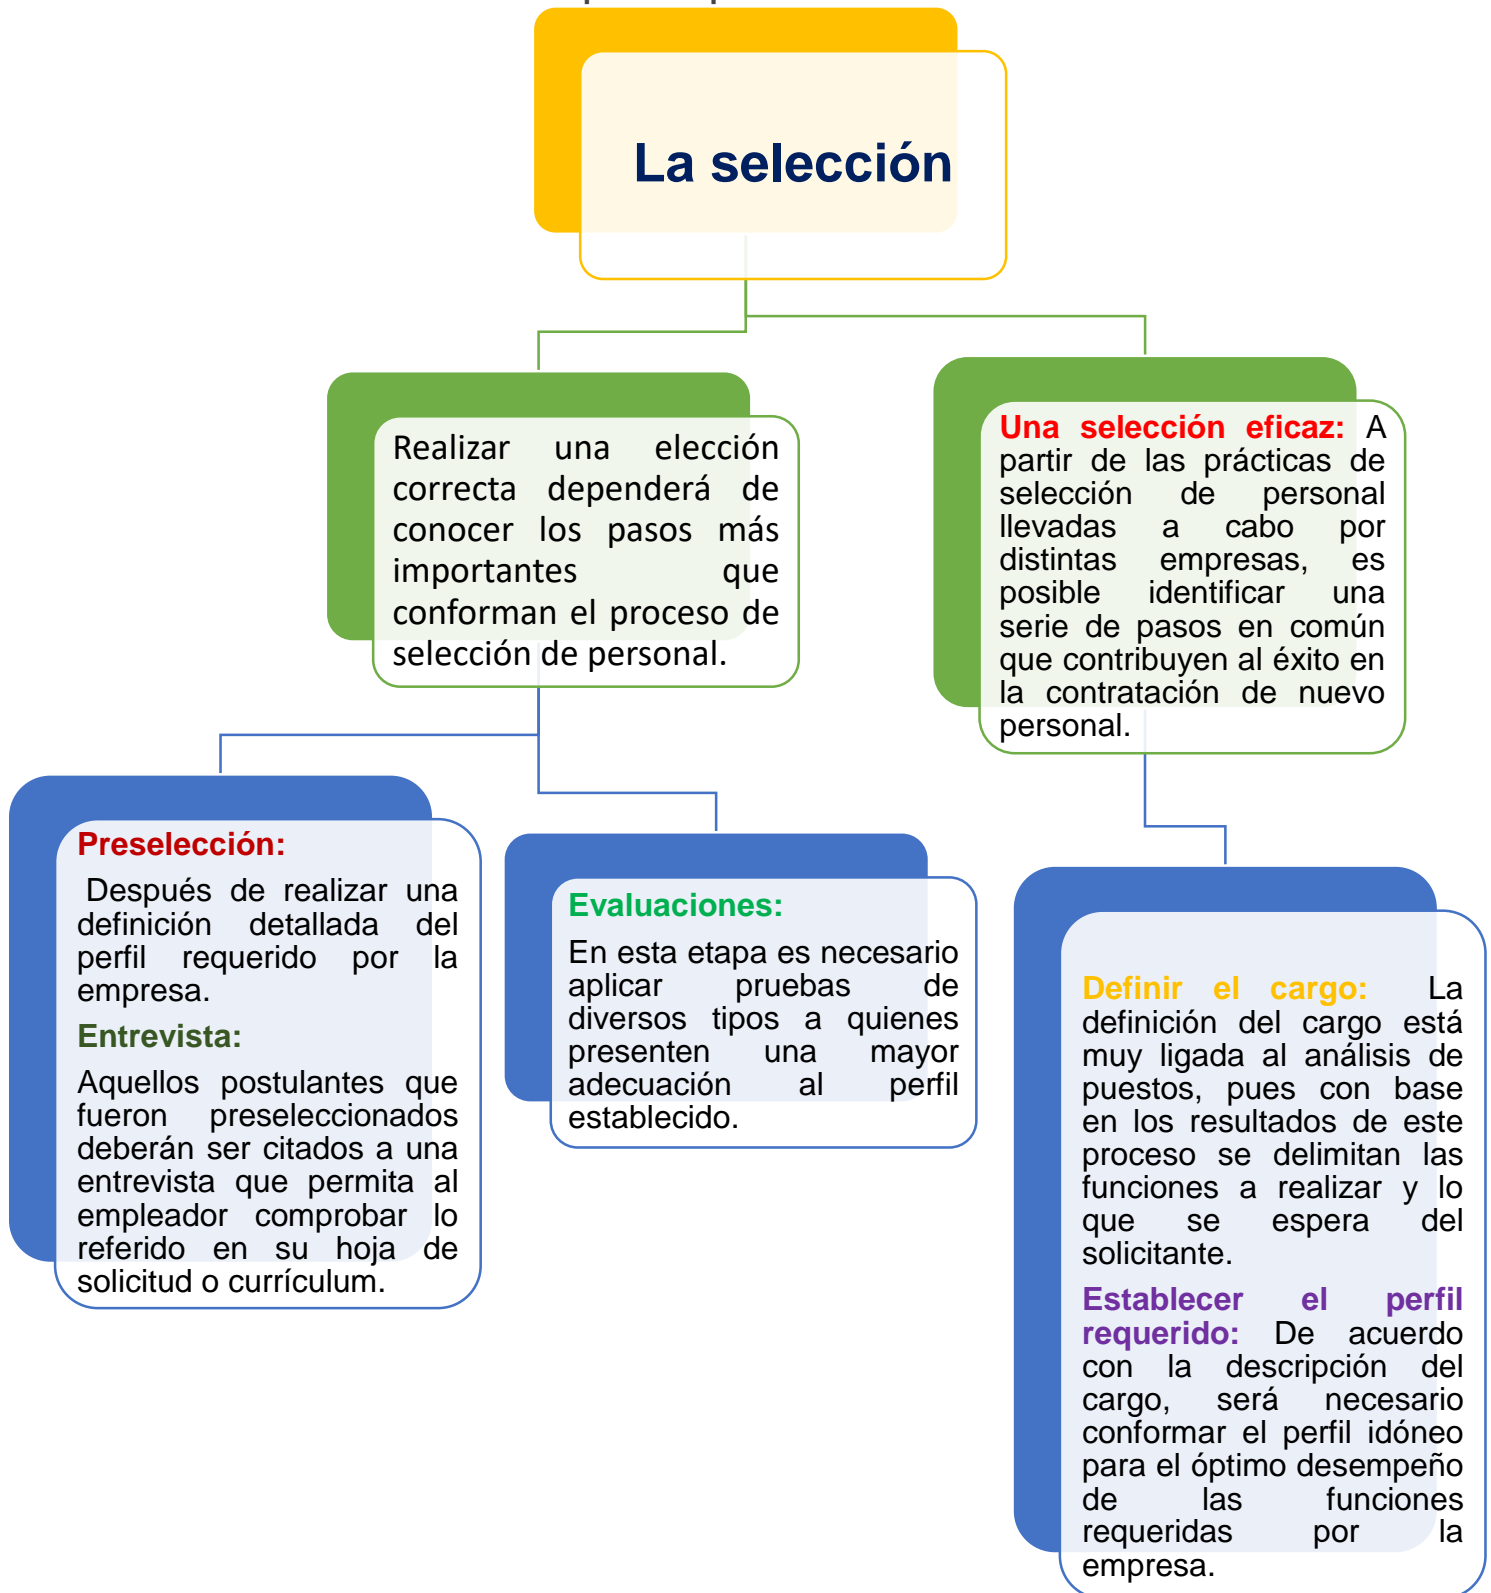 La selección
Realizar una elección
correcta dependerá de
conocer los pasos más
importantes que
conforman el proceso de
selección de personal.
Una selección eficaz: A
partir de las prácticas de
selección de personal
llevadas a cabo por
distintas empresas, es
posible identificar una
serie de pasos en común
que contribuyen al éxito en
la contratación de nuevo
personal.
Preselección:
Después de realizar una
definición detallada del
perfil requerido por la
empresa.
Entrevista:
Aquellos postulantes que
fueron preseleccionados
deberán ser citados a una
entrevista que permita al
empleador comprobar lo
referido en su hoja de
solicitud o currículum.
Evaluaciones:
En esta etapa es necesario
aplicar pruebas de
diversos tipos a quienes
presenten una mayor
adecuación al perfil
establecido.
Definir el cargo: La
definición del cargo está
muy ligada al análisis de
puestos, pues con base
en los resultados de este
proceso se delimitan las
funciones a realizar y lo
que se espera del
solicitante.
Establecer el perfil
requerido: De acuerdo
con la descripción del
cargo, será necesario
conformar el perfil idóneo
para el óptimo desempeño
de las funciones
requeridas por la
empresa.